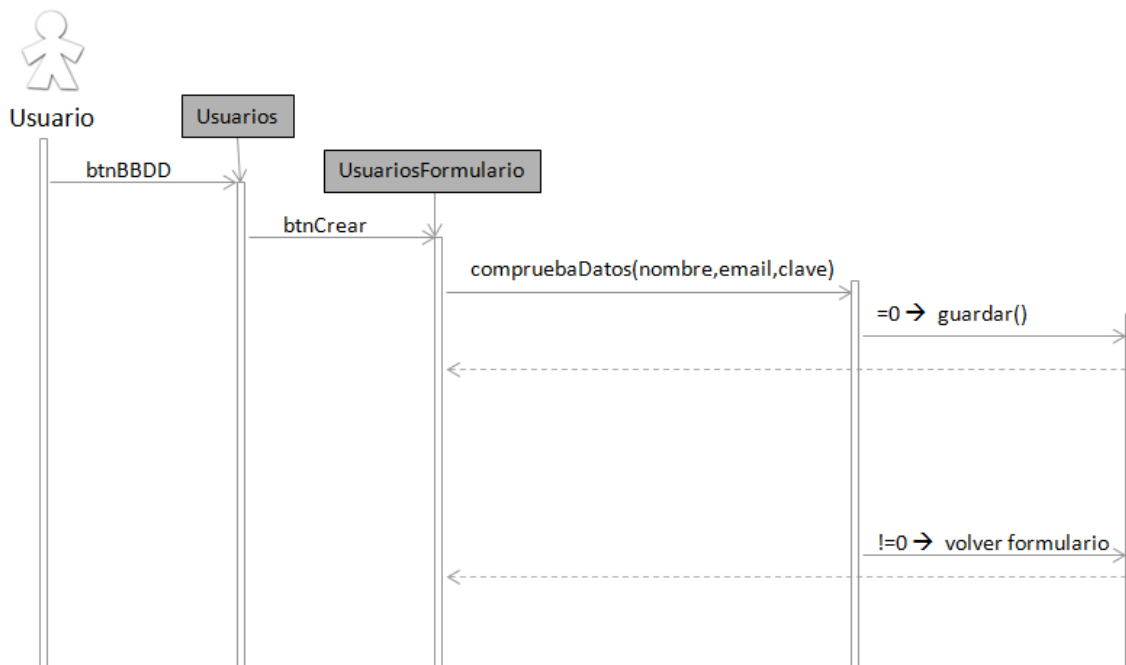 Usuario
Usuarios
btnBBDD
UsuariosFormulario
btnCrear
compruebaDatos(nombre,email,clave)
=0 → guardar()
!=0 → volver formulario